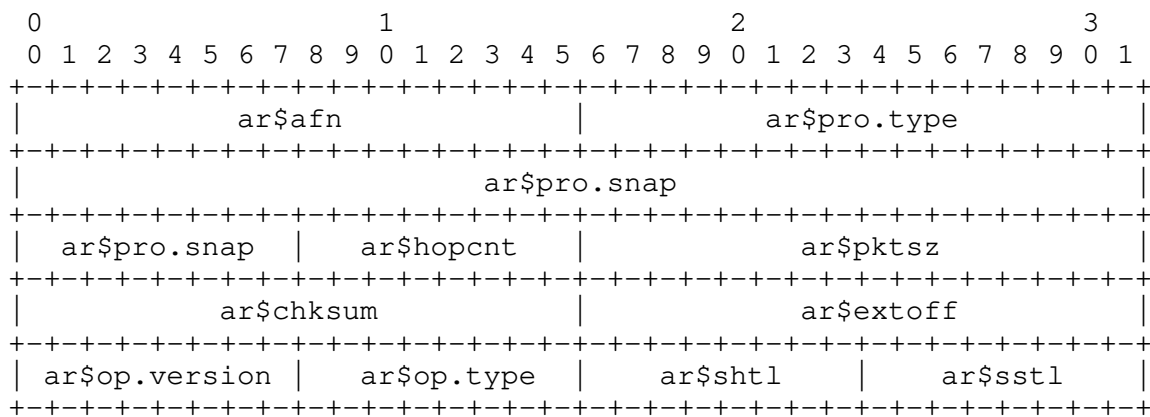 0                   1                   2                   3
 0 1 2 3 4 5 6 7 8 9 0 1 2 3 4 5 6 7 8 9 0 1 2 3 4 5 6 7 8 9 0 1
+-+-+-+-+-+-+-+-+-+-+-+-+-+-+-+-+-+-+-+-+-+-+-+-+-+-+-+-+-+-+-+-+
|            ar$afn             |          ar$pro.type          |
+-+-+-+-+-+-+-+-+-+-+-+-+-+-+-+-+-+-+-+-+-+-+-+-+-+-+-+-+-+-+-+-+
|                          ar$pro.snap                          |
+-+-+-+-+-+-+-+-+-+-+-+-+-+-+-+-+-+-+-+-+-+-+-+-+-+-+-+-+-+-+-+-+
|  ar$pro.snap  |   ar$hopcnt   |            ar$pktsz           |
+-+-+-+-+-+-+-+-+-+-+-+-+-+-+-+-+-+-+-+-+-+-+-+-+-+-+-+-+-+-+-+-+
|           ar$chksum           |            ar$extoff          |
+-+-+-+-+-+-+-+-+-+-+-+-+-+-+-+-+-+-+-+-+-+-+-+-+-+-+-+-+-+-+-+-+
| ar$op.version |   ar$op.type  |    ar$shtl    |    ar$sstl    |
+-+-+-+-+-+-+-+-+-+-+-+-+-+-+-+-+-+-+-+-+-+-+-+-+-+-+-+-+-+-+-+-+